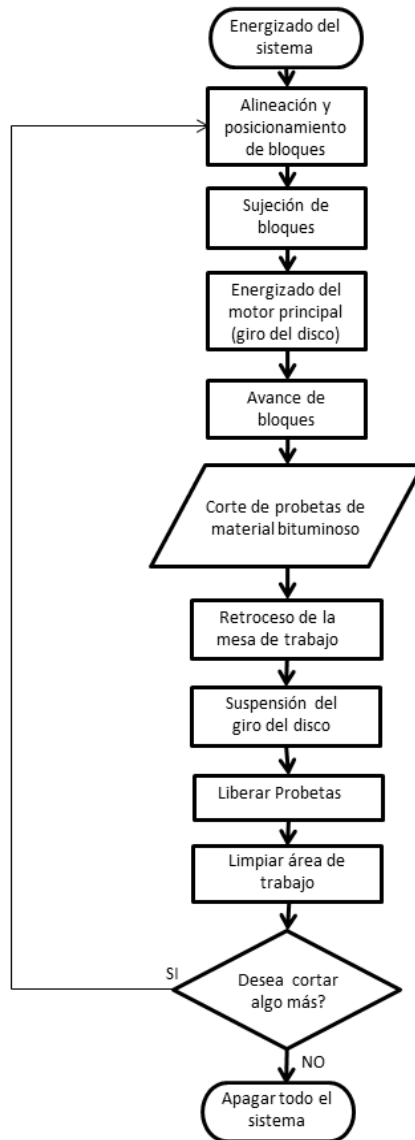 Energizado del
sistema
Alineación y
posicionamiento
de bloques
Sujeción de
bloques
Energizado del
motor principal
(giro del disco)
Avance de
bloques
Corte de probetas de
material bituminoso
Retroceso de la
mesa de trabajo
Suspensión del
giro del disco
Liberar Probetas
Limpiar área de
trabajo
SI
Desea cortar
algo más?
NO
Apagar todo el
sistema